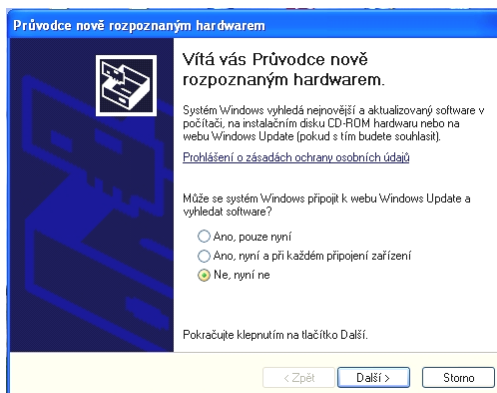 Průvodce nově rozpoznaným hardwarem
Vítá vás Průvodce nově
rozpoznaným hardwarem.
Systém Windows vyhledá nejnovější a aktualizovaný software v
počítači, na instalačním disku CD-ROM hardwaru nebo na
webu Windows Update (pokud s tím budete souhlasit).
Prohlášení o zásadách ochrany osobních údajů
Může se systém Windows připojit k webu Windows Update a
vyhledat software?
Ano, pouze nyní
Ano, nyní a při každém připojení zařízení
Ne, nyní ne
Pokračujte klepnutím na tlačítko Další.
< Zpět Další > Storno